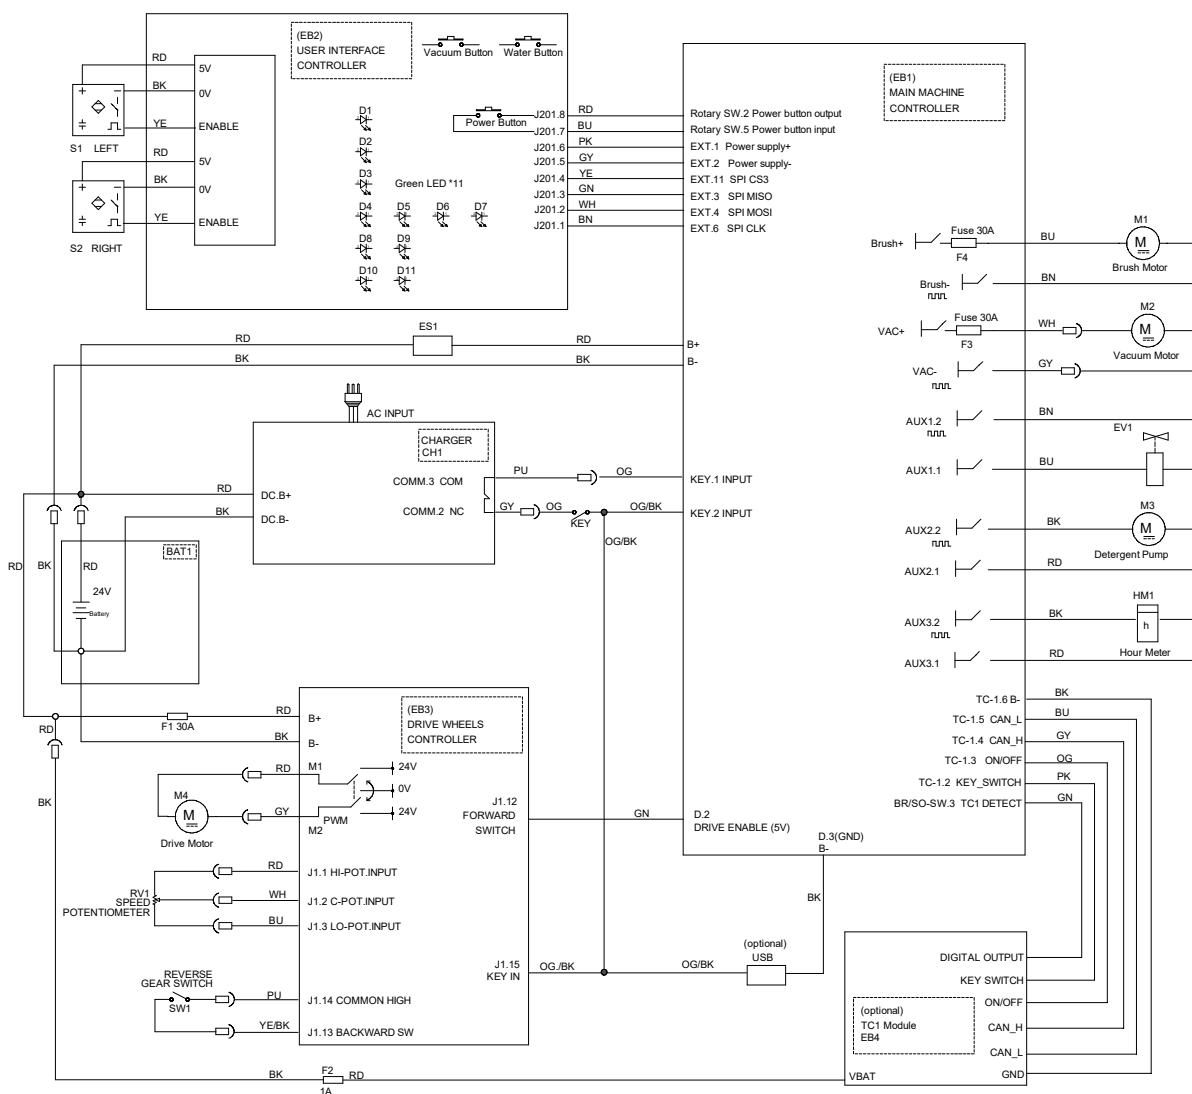 (EB2)
USER INTERFACE
CONTROLLER
Vacuum Button
Water Button
Power Button
RD
5V
BK
0V
YE
ENABLE
S1 LEFT
RD
5V
BK
0V
YE
ENABLE
S2 RIGHT
D1
D2
D3
Green LED *11
D4
D5
D6
D7
D8
D9
D10
D11
J201.8
RD
J201.7
BU
J201.6
PK
J201.5
GY
J201.4
YE
J201.3
GN
J201.2
WH
J201.1
BN
(EB1)
MAIN MACHINE
CONTROLLER
Rotary SW.2 Power button output
Rotary SW.5 Power button input
EXT.1 Power supply+
EXT.2 Power supply-
EXT.11 SPI CS3
EXT.3 SPI MISO
EXT.4 SPI MOSI
EXT.6 SPI CLK
Brush+
Fuse 30A
F4
BU
M1
M
Brush Motor
Brush-
BN
VAC+
Fuse 30A
F3
WH
M2
M
Vacuum Motor
VAC-
GY
AUX1.2
BN
EV1
AUX1.1
BU
AUX2.2
BK
M3
M
Detergent Pump
AUX2.1
RD
AUX3.2
BK
HM1
h
Hour Meter
AUX3.1
RD
RD
ES1
RD
B+
BK
BK
B-
AC INPUT
CHARGER
CH1
COMM.3 COM
PU
OG
KEY.1 INPUT
COMM.2 NC
GY
OG
KEY
OG/BK
KEY.2 INPUT
OG/BK
RD
DC.B+
BK
DC.B-
BAT1
RD
BK
RD
24V
Battery
RD
F1 30A
RD
B+
BK
B-
(EB3)
DRIVE WHEELS
CONTROLLER
RD
M1
24V
0V
24V
PWM
M4
M
Drive Motor
GY
M2
BK
J1.12
FORWARD
SWITCH
GN
D.2
DRIVE ENABLE (5V)
D.3(GND)
B-
BK
RD
J1.1 HI-POT.INPUT
RV1
SPEED
POTENTIOMETER
WH
J1.2 C-POT.INPUT
BU
J1.3 LO-POT.INPUT
J1.15
KEY IN
OG./BK
OG/BK
(optional)
USB
REVERSE
GEAR SWITCH
SW1
PU
J1.14 COMMON HIGH
YE/BK
J1.13 BACKWARD SW
BK
F2
1A
RD
TC-1.6 B-
BK
TC-1.5 CAN_L
BU
TC-1.4 CAN_H
GY
TC-1.3 ON/OFF
OG
TC-1.2 KEY_SWITCH
PK
BR/SO-SW.3 TC1 DETECT
GN
DIGITAL OUTPUT
KEY SWITCH
ON/OFF
CAN_H
CAN_L
GND
(optional)
TC1 Module
EB4
VBAT